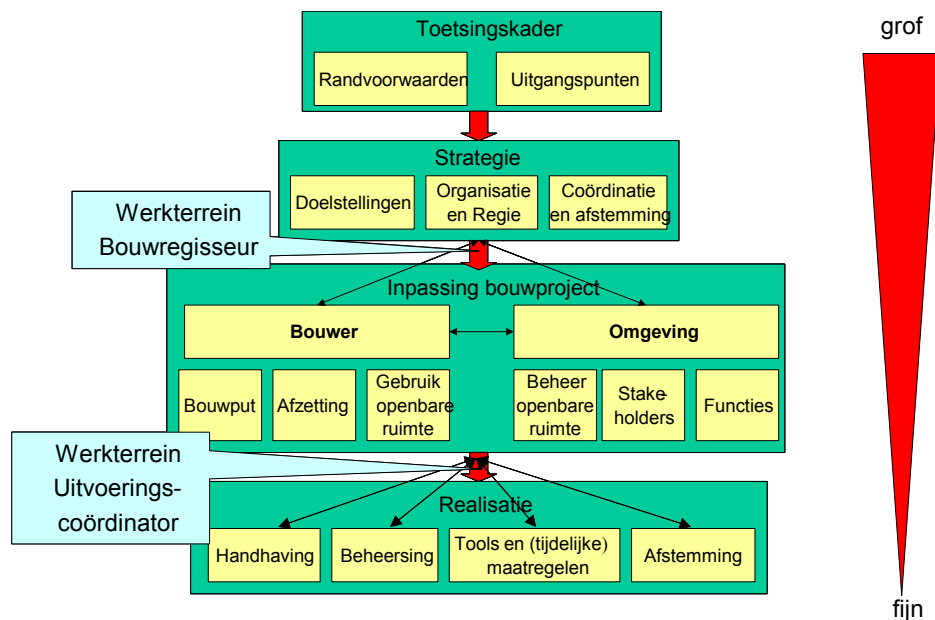 Toetsingskader
grof
Randvoorwaarden
Uitgangspunten
Strategie
Doelstellingen
Organisatie
en Regie
Coördinatie
en afstemming
Werkterrein
Bouwregisseur
Inpassing bouwproject
Bouwer
Omgeving
Bouwput
Afzetting
Gebruik
openbare
ruimte
Beheer
openbare
ruimte
Stake-
holders
Functies
Werkterrein
Uitvoerings-
coördinator
Realisatie
Handhaving
Beheersing
Tools en (tijdelijke)
maatregelen
Afstemming
fijn